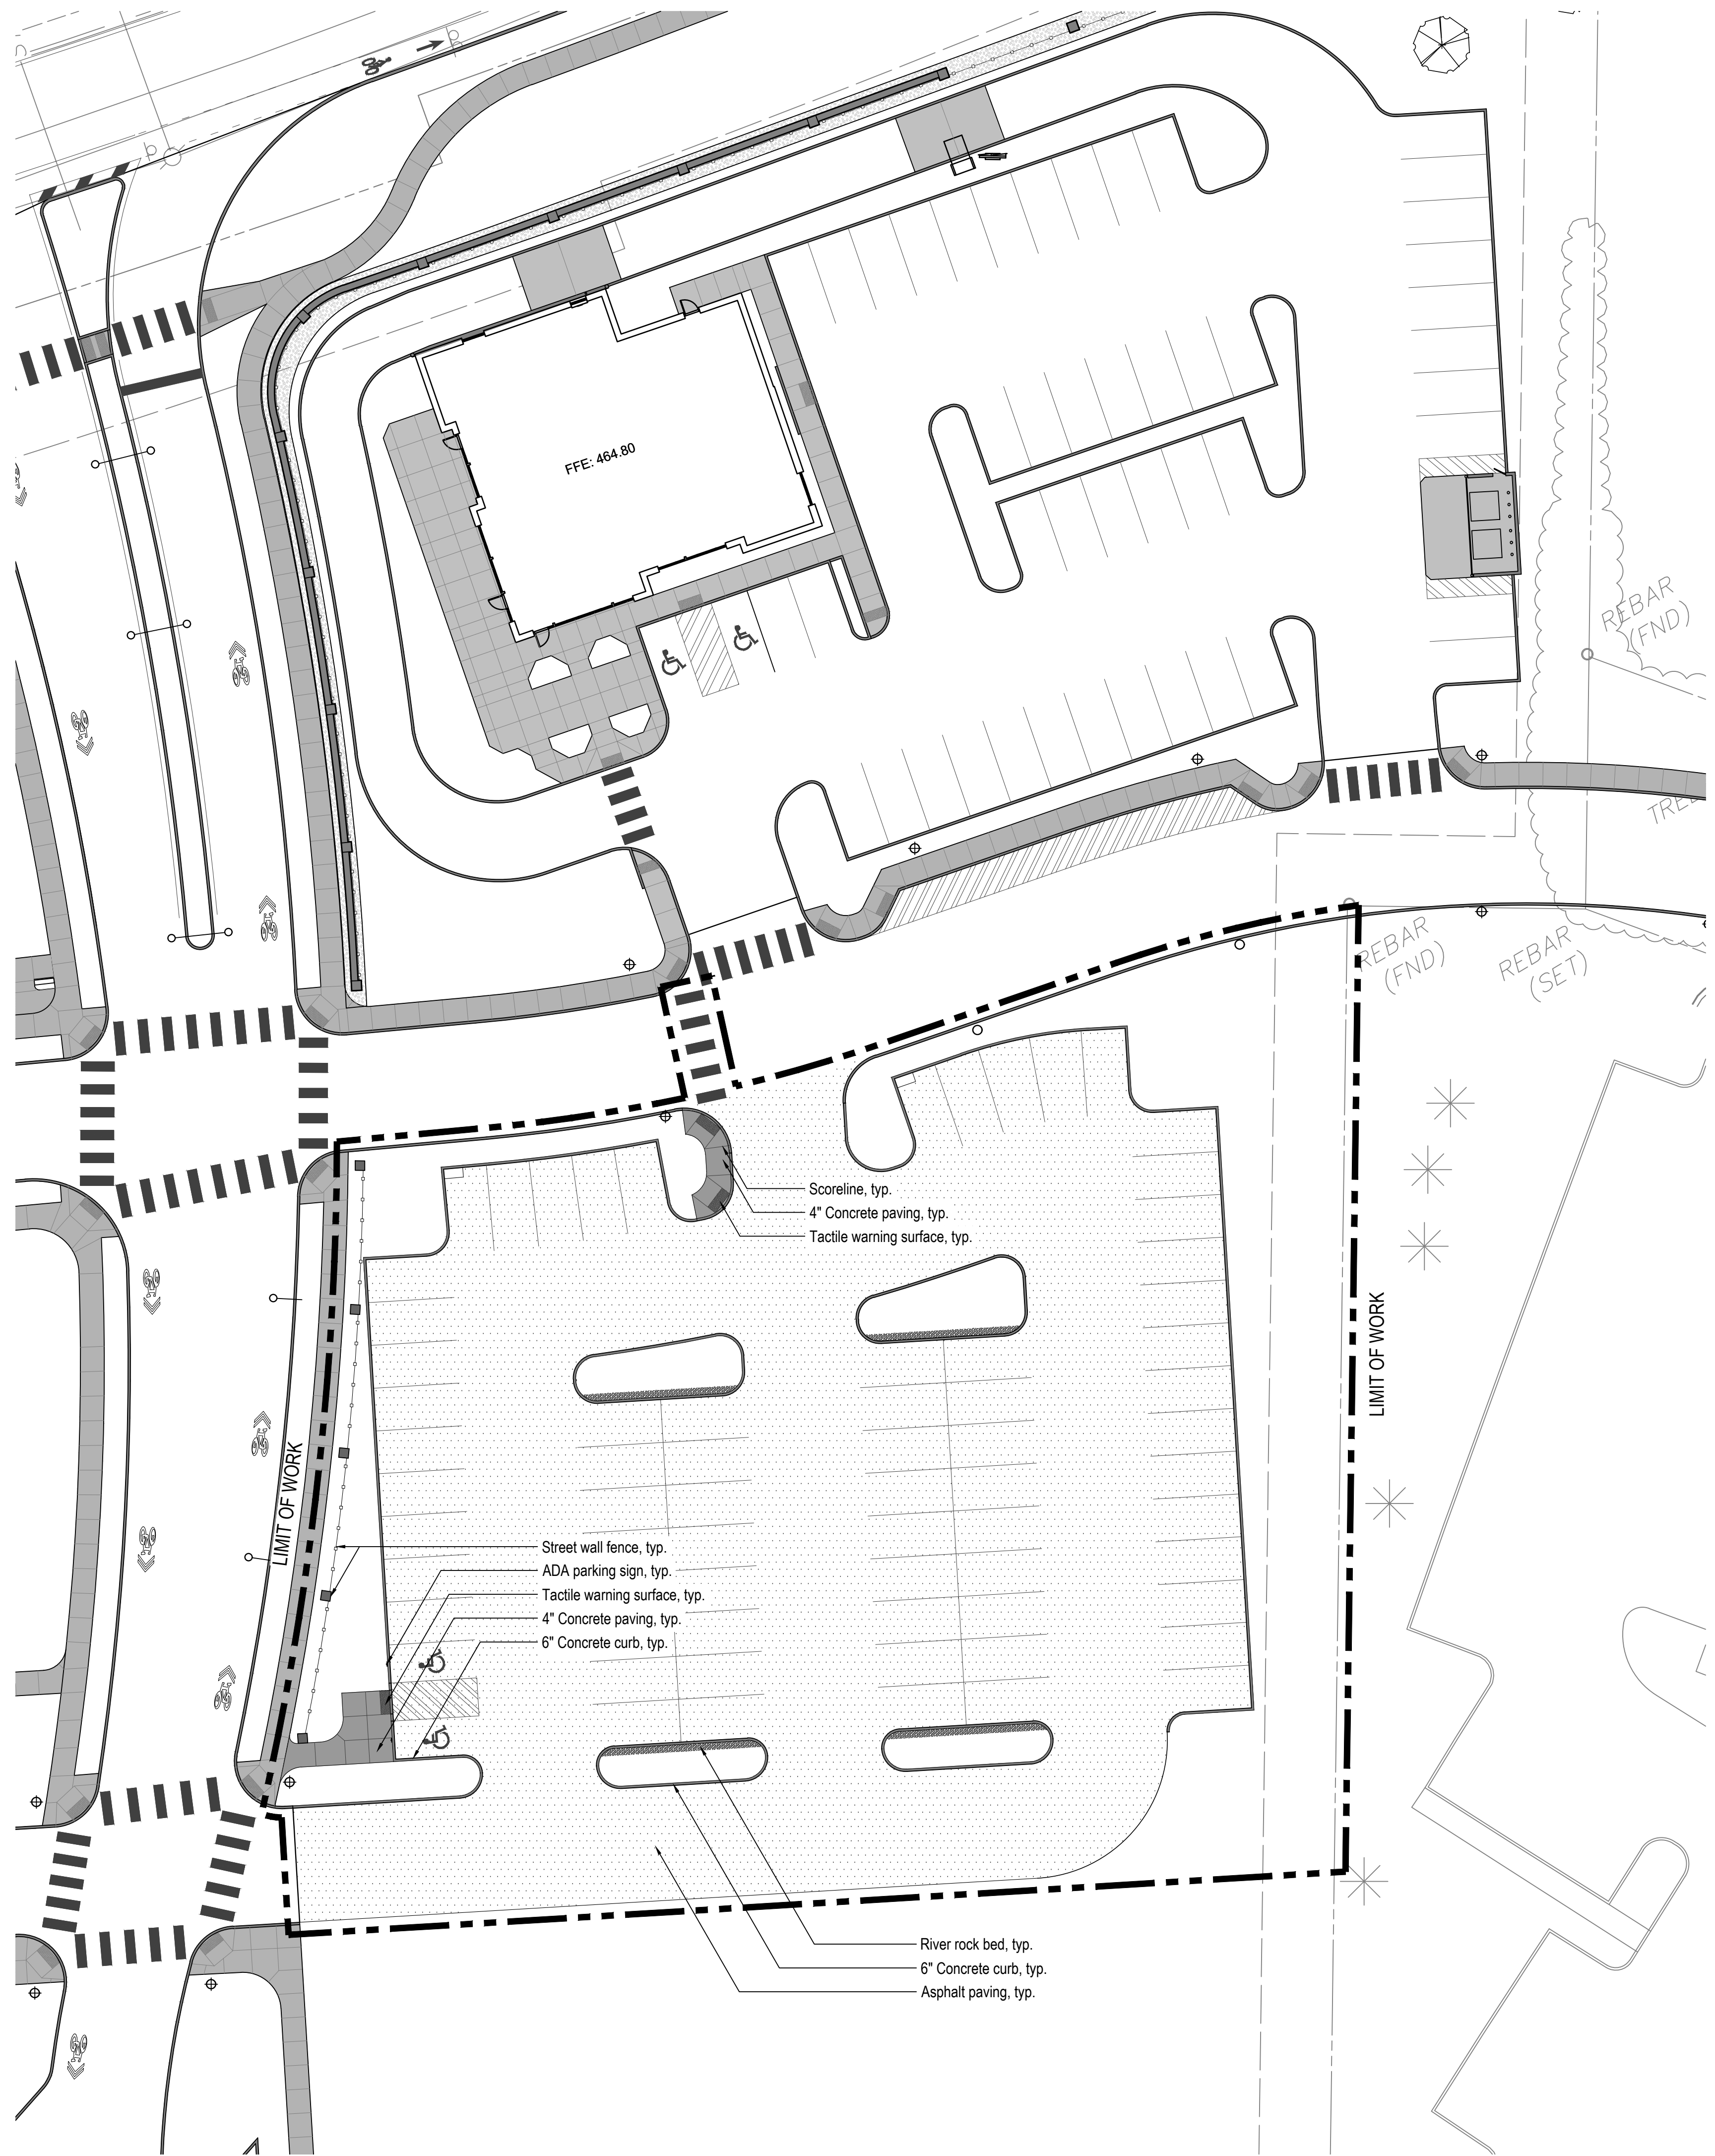 FFE: 464.80
REBAR
(FND)
REBAR
(FND)
REBAR
(SET)
Scoreline, typ.
4" Concrete paving, typ.
Tactile warning surface, typ.
LIMIT OF WORK
LIMIT OF WORK
Street wall fence, typ.
ADA parking sign, typ.
Tactile warning surface, typ.
4" Concrete paving, typ.
6" Concrete curb, typ.
River rock bed, typ.
6" Concrete curb, typ.
Asphalt paving, typ.